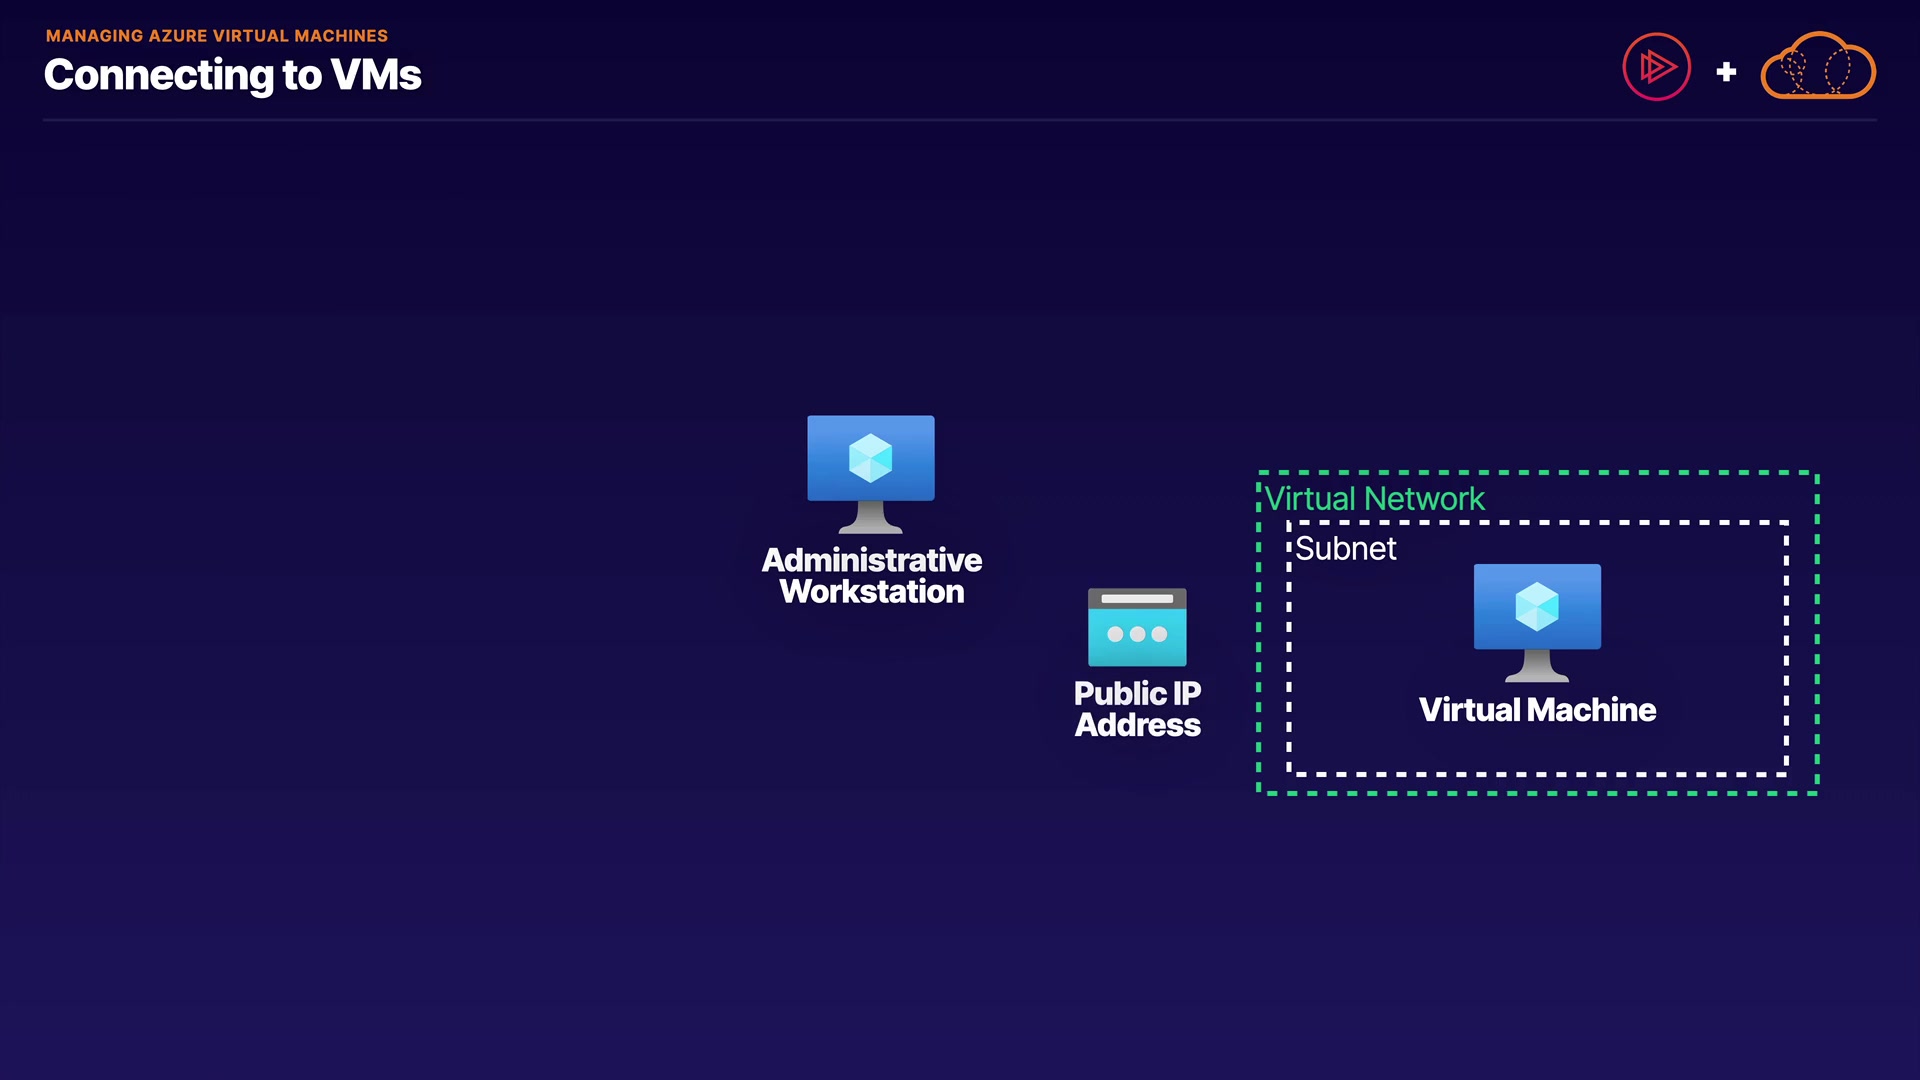 MANAGING AZURE VIRTUAL MACHINES
Connecting to VMs
Administrative
Workstation
Public IP
Address
Virtual Network
Subnet
Virtual Machine